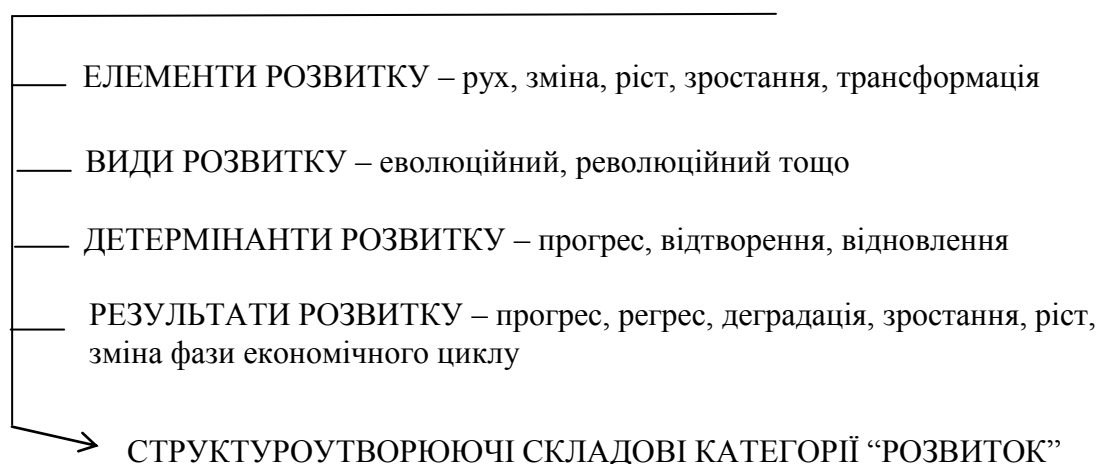 ЕЛЕМЕНТИ РОЗВИТКУ – рух, зміна, ріст, зростання, трансформація
ВИДИ РОЗВИТКУ – еволюційний, революційний тощо
ДЕТЕРМІНАНТИ РОЗВИТКУ – прогрес, відтворення, відновлення
РЕЗУЛЬТАТИ РОЗВИТКУ – прогрес, регрес, деградація, зростання, ріст,
зміна фази економічного циклу
СТРУКТУРОУТВОРЮЮЧІ СКЛАДОВІ КАТЕГОРІЇ “РОЗВИТОК”